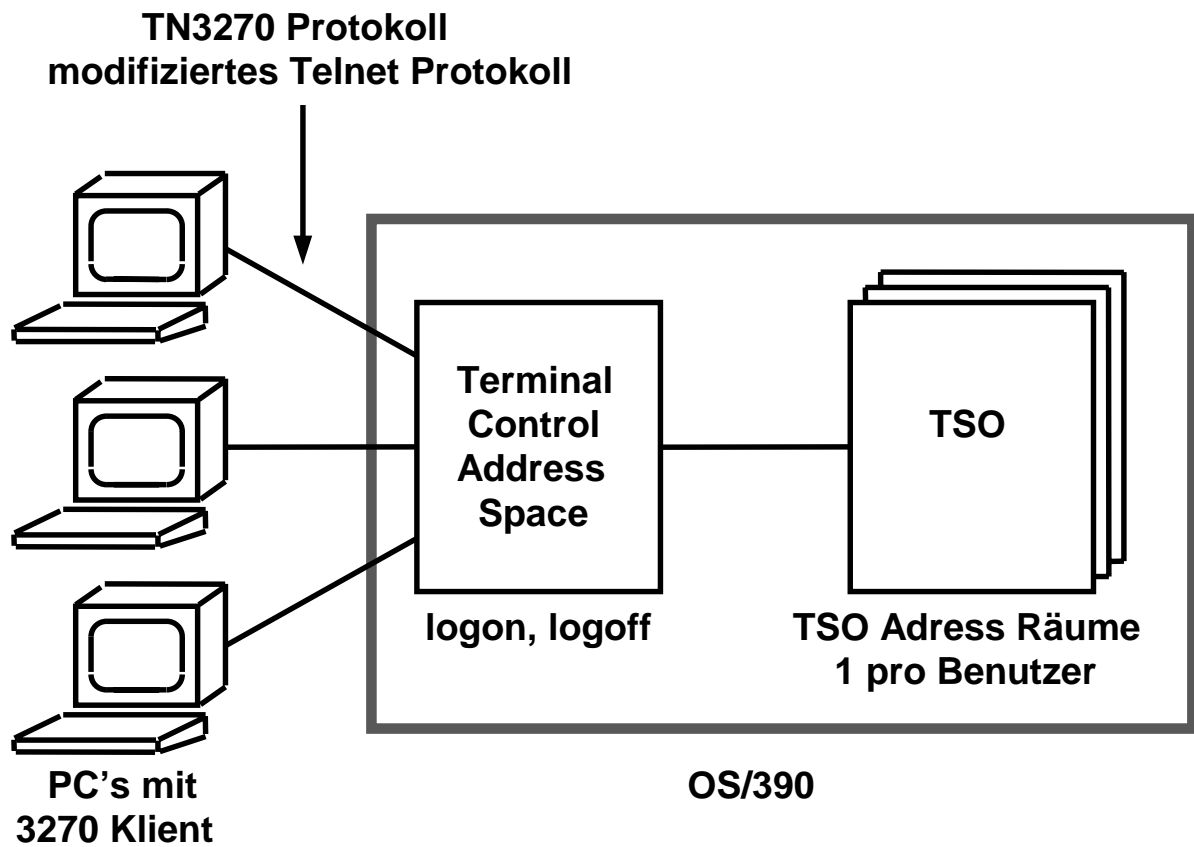 TN3270 Protokoll
modifiziertes Telnet Protokoll
Terminal
Control
Address
Space
TSO
logon, logoff
TSO Adress Räume
1 pro Benutzer
PC’s mit
3270 Klient
OS/390